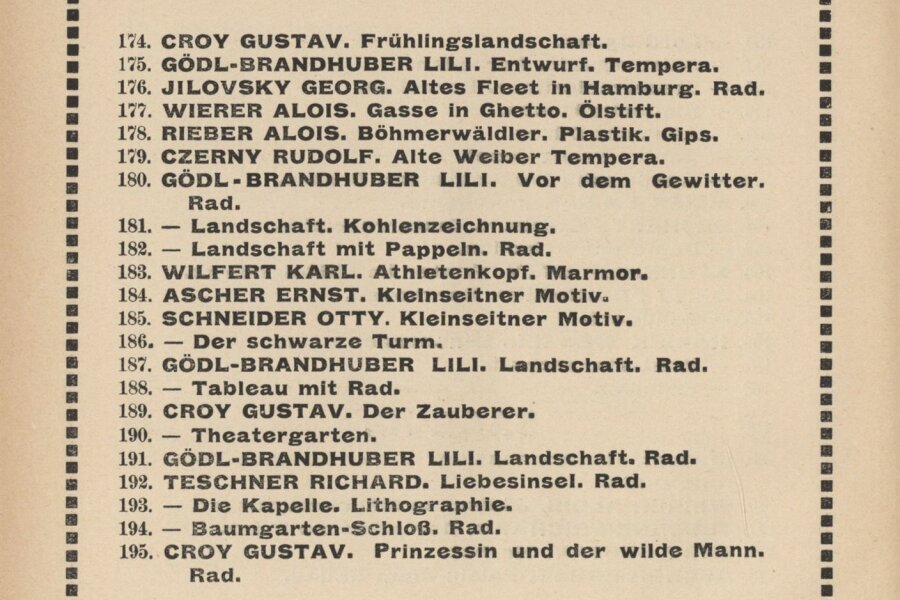 174. CROY GUSTAV. Frühlingslandschaft.
175. GÖDL-BRANDHUBER LILI. Entwurf. Tempera.
176. JILOVSKY GEORG. Altes Fleet in Hamburg. Rad.
177. WIERER ALOIS. Gasse in Ghetto. Ölstift.
178. RIEBER ALOIS. Böhmerwäldler. Plastik. Gips.
179. CZERNY RUDOLF. Alte Weiber Tempera.
180. GÖDL-BRANDHUBER LILI. Vor dem Gewitter.
Rad.
181. — Landschaft. Kohlenzeichnung.
182. — Landschaft mit Pappeln. Rad.
183. WILFERT KARL. Athletenkopf. Marmor.
184. ASCHER ERNST. Kleinseitner Motiv.
185. SCHNEIDER OTTY. Kleinseitner Motiv.
186. — Der schwarze Turm.
187. GÖDL-BRANDHUBER LILI. Landschaft. Rad.
188. — Tableau mit Rad.
189. CROY GUSTAV. Der Zauberer.
190. — Theatergarten.
191. GÖDL-BRANDHUBER LILI. Landschaft. Rad.
192. TESCHNER RICHARD. Liebesinsel. Rad.
193. — Die Kapelle. Lithographie.
194. — Baumgarten-Schloß. Rad.
195. CROY GUSTAV. Prinzessin und der wilde Mann.
Rad.